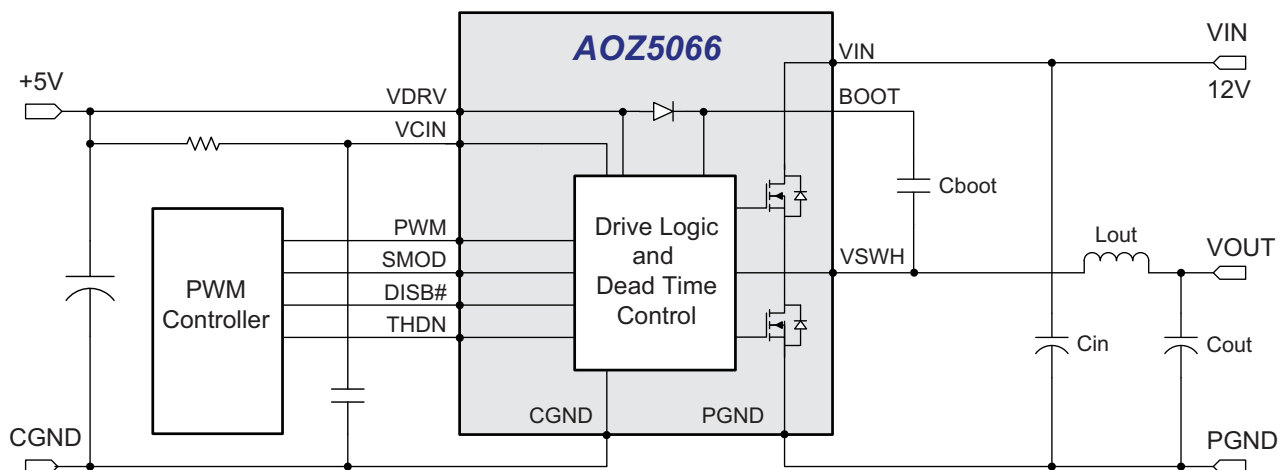 AOZ5066
VIN
VIN
12V
+5V
VDRV
BOOT
VCIN
Cboot
PWM
SMOD
DISB#
THDN
PWM
Controller
Drive Logic
and
Dead Time
Control
VSWH
Lout
VOUT
Cin
Cout
CGND
PGND
CGND
PGND